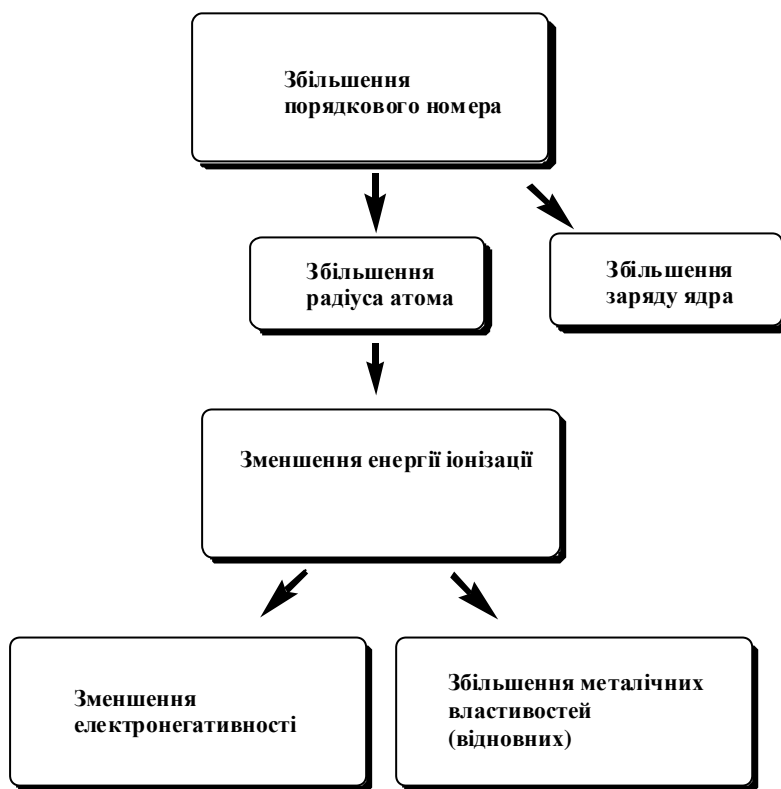 Збільшення
порядкового номера
Збільшення
радіуса атома
Збільшення
заряду ядра
Зменшення енергії іонізації
Зменшення
електронегативності
Збільшення металічних
властивостей
(відновних)